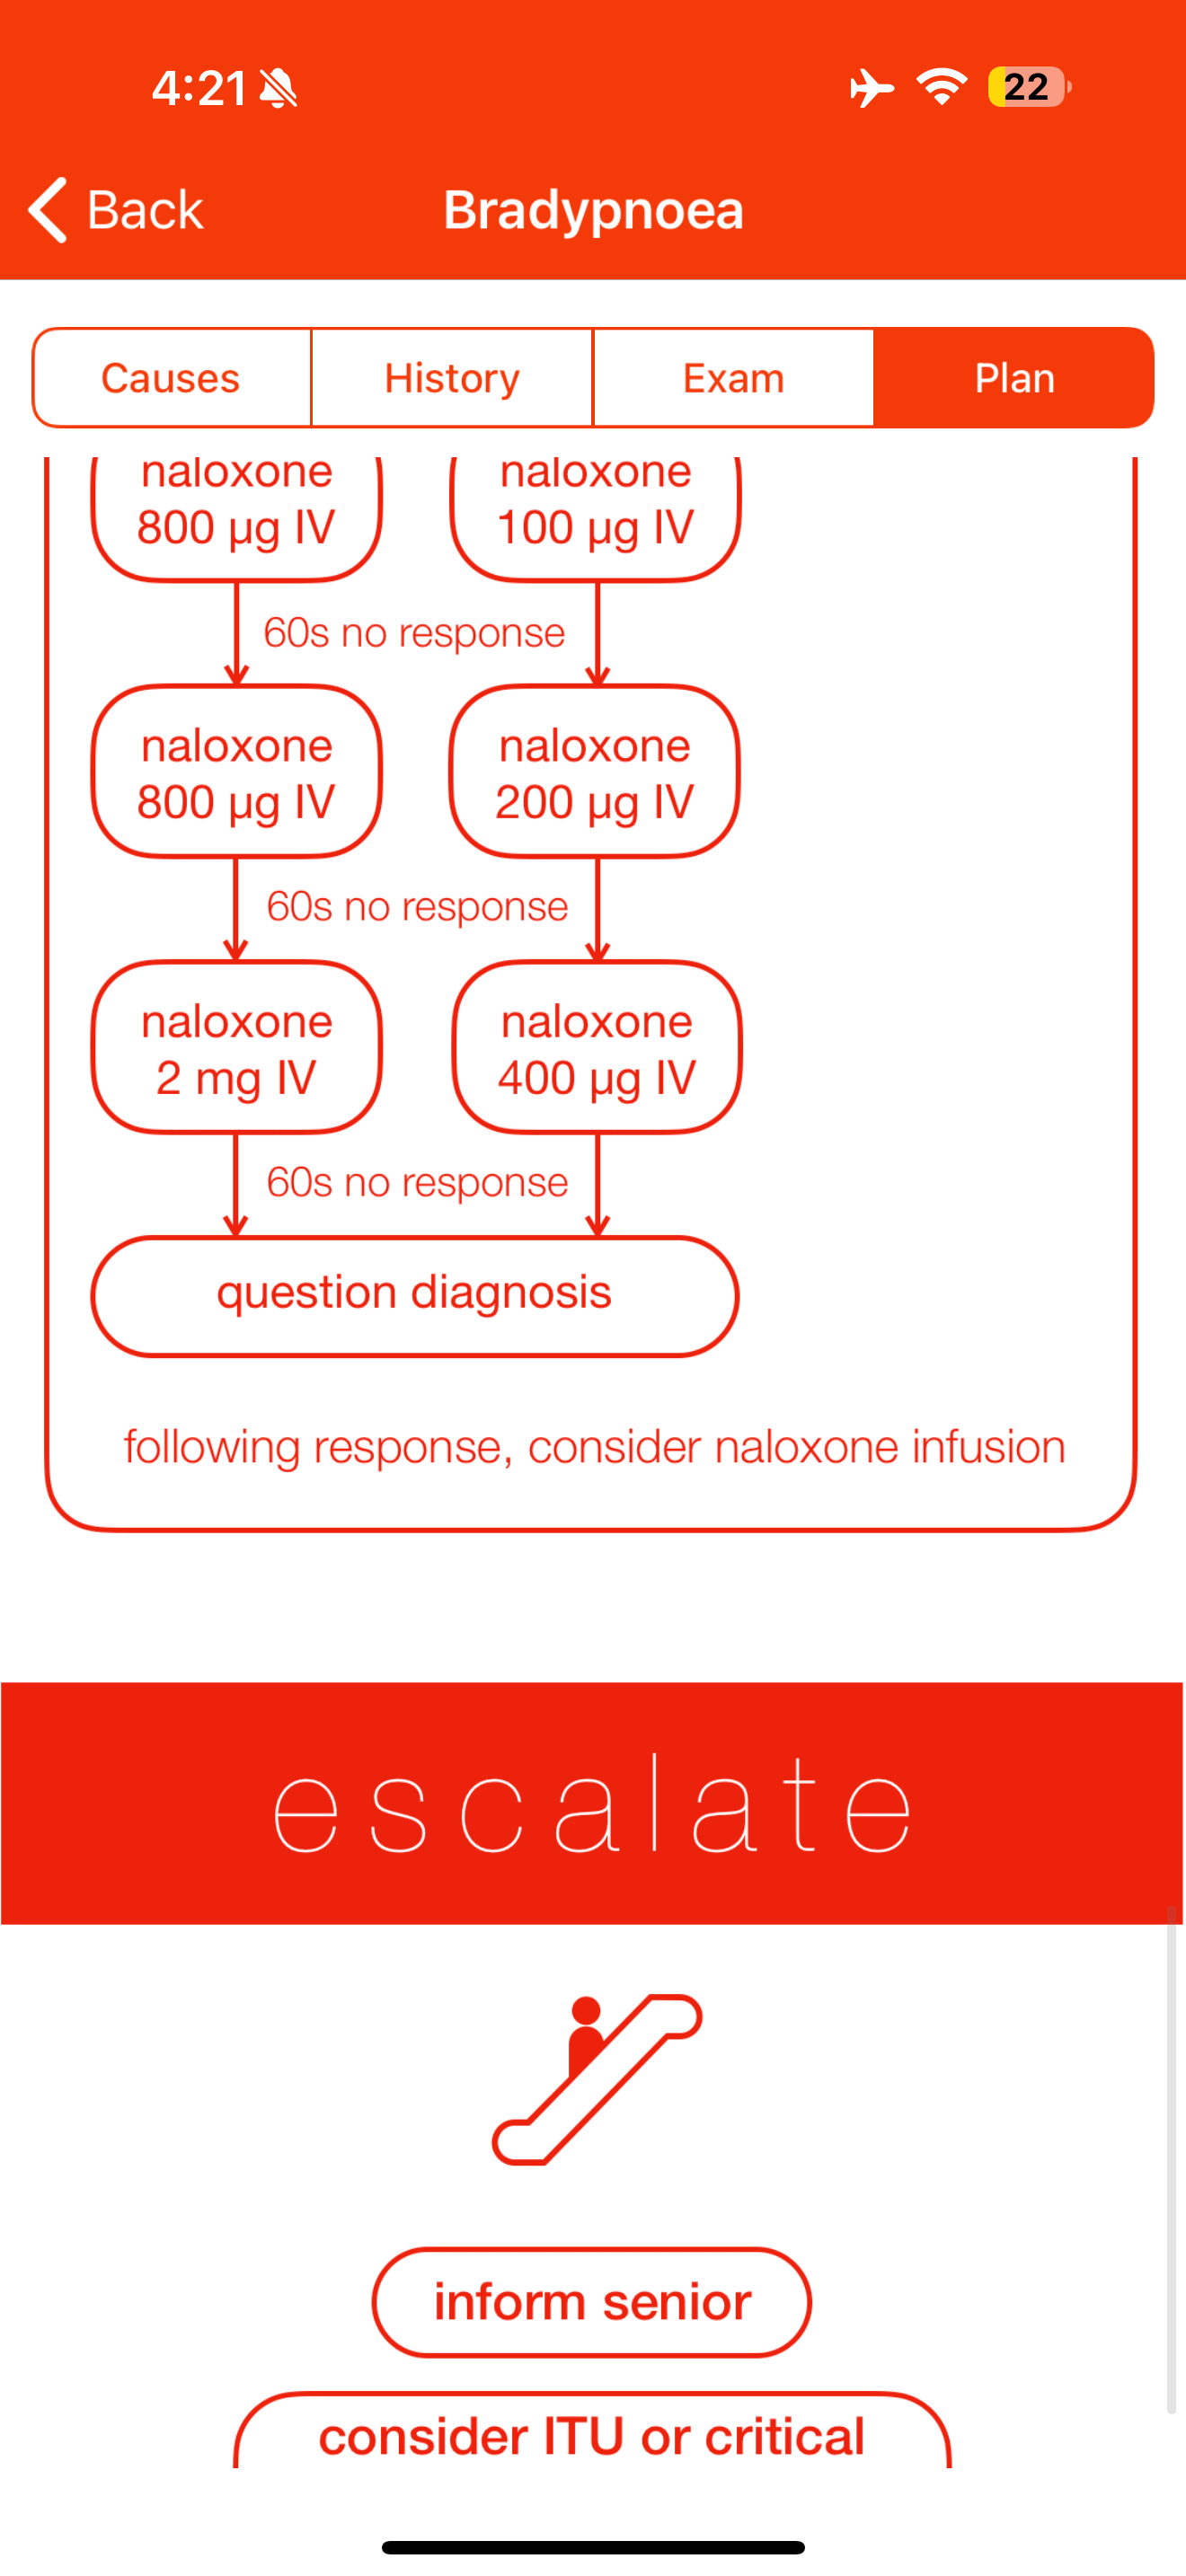 4:21
22
Back
Bradypnoea
Causes
History
Exam
Plan
naloxone
800 µg IV
naloxone
100 µg IV
60s no response
naloxone
800 µg IV
naloxone
200 µg IV
60s no response
naloxone
2 mg IV
naloxone
400 µg IV
60s no response
question diagnosis
following response, consider naloxone infusion
escalate
inform senior
consider ITU or critical